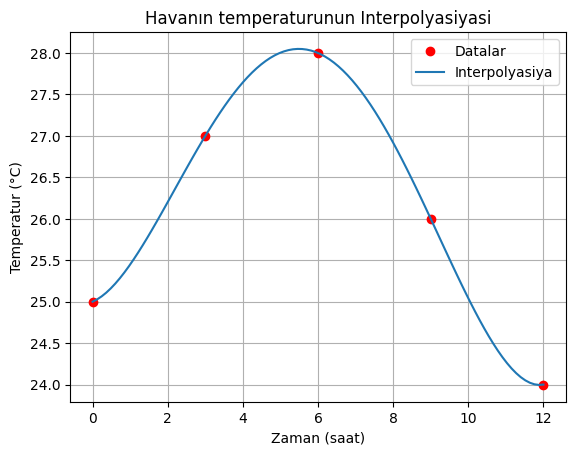 Havanın temperaturunun Interpolyasiyasi
Datalar
Interpolyasiya
Temperatur (°C)
28.0
27.5
27.0
26.5
26.0
25.5
25.0
24.5
24.0
0 2 4 6 8 10 12
Zaman (saat)